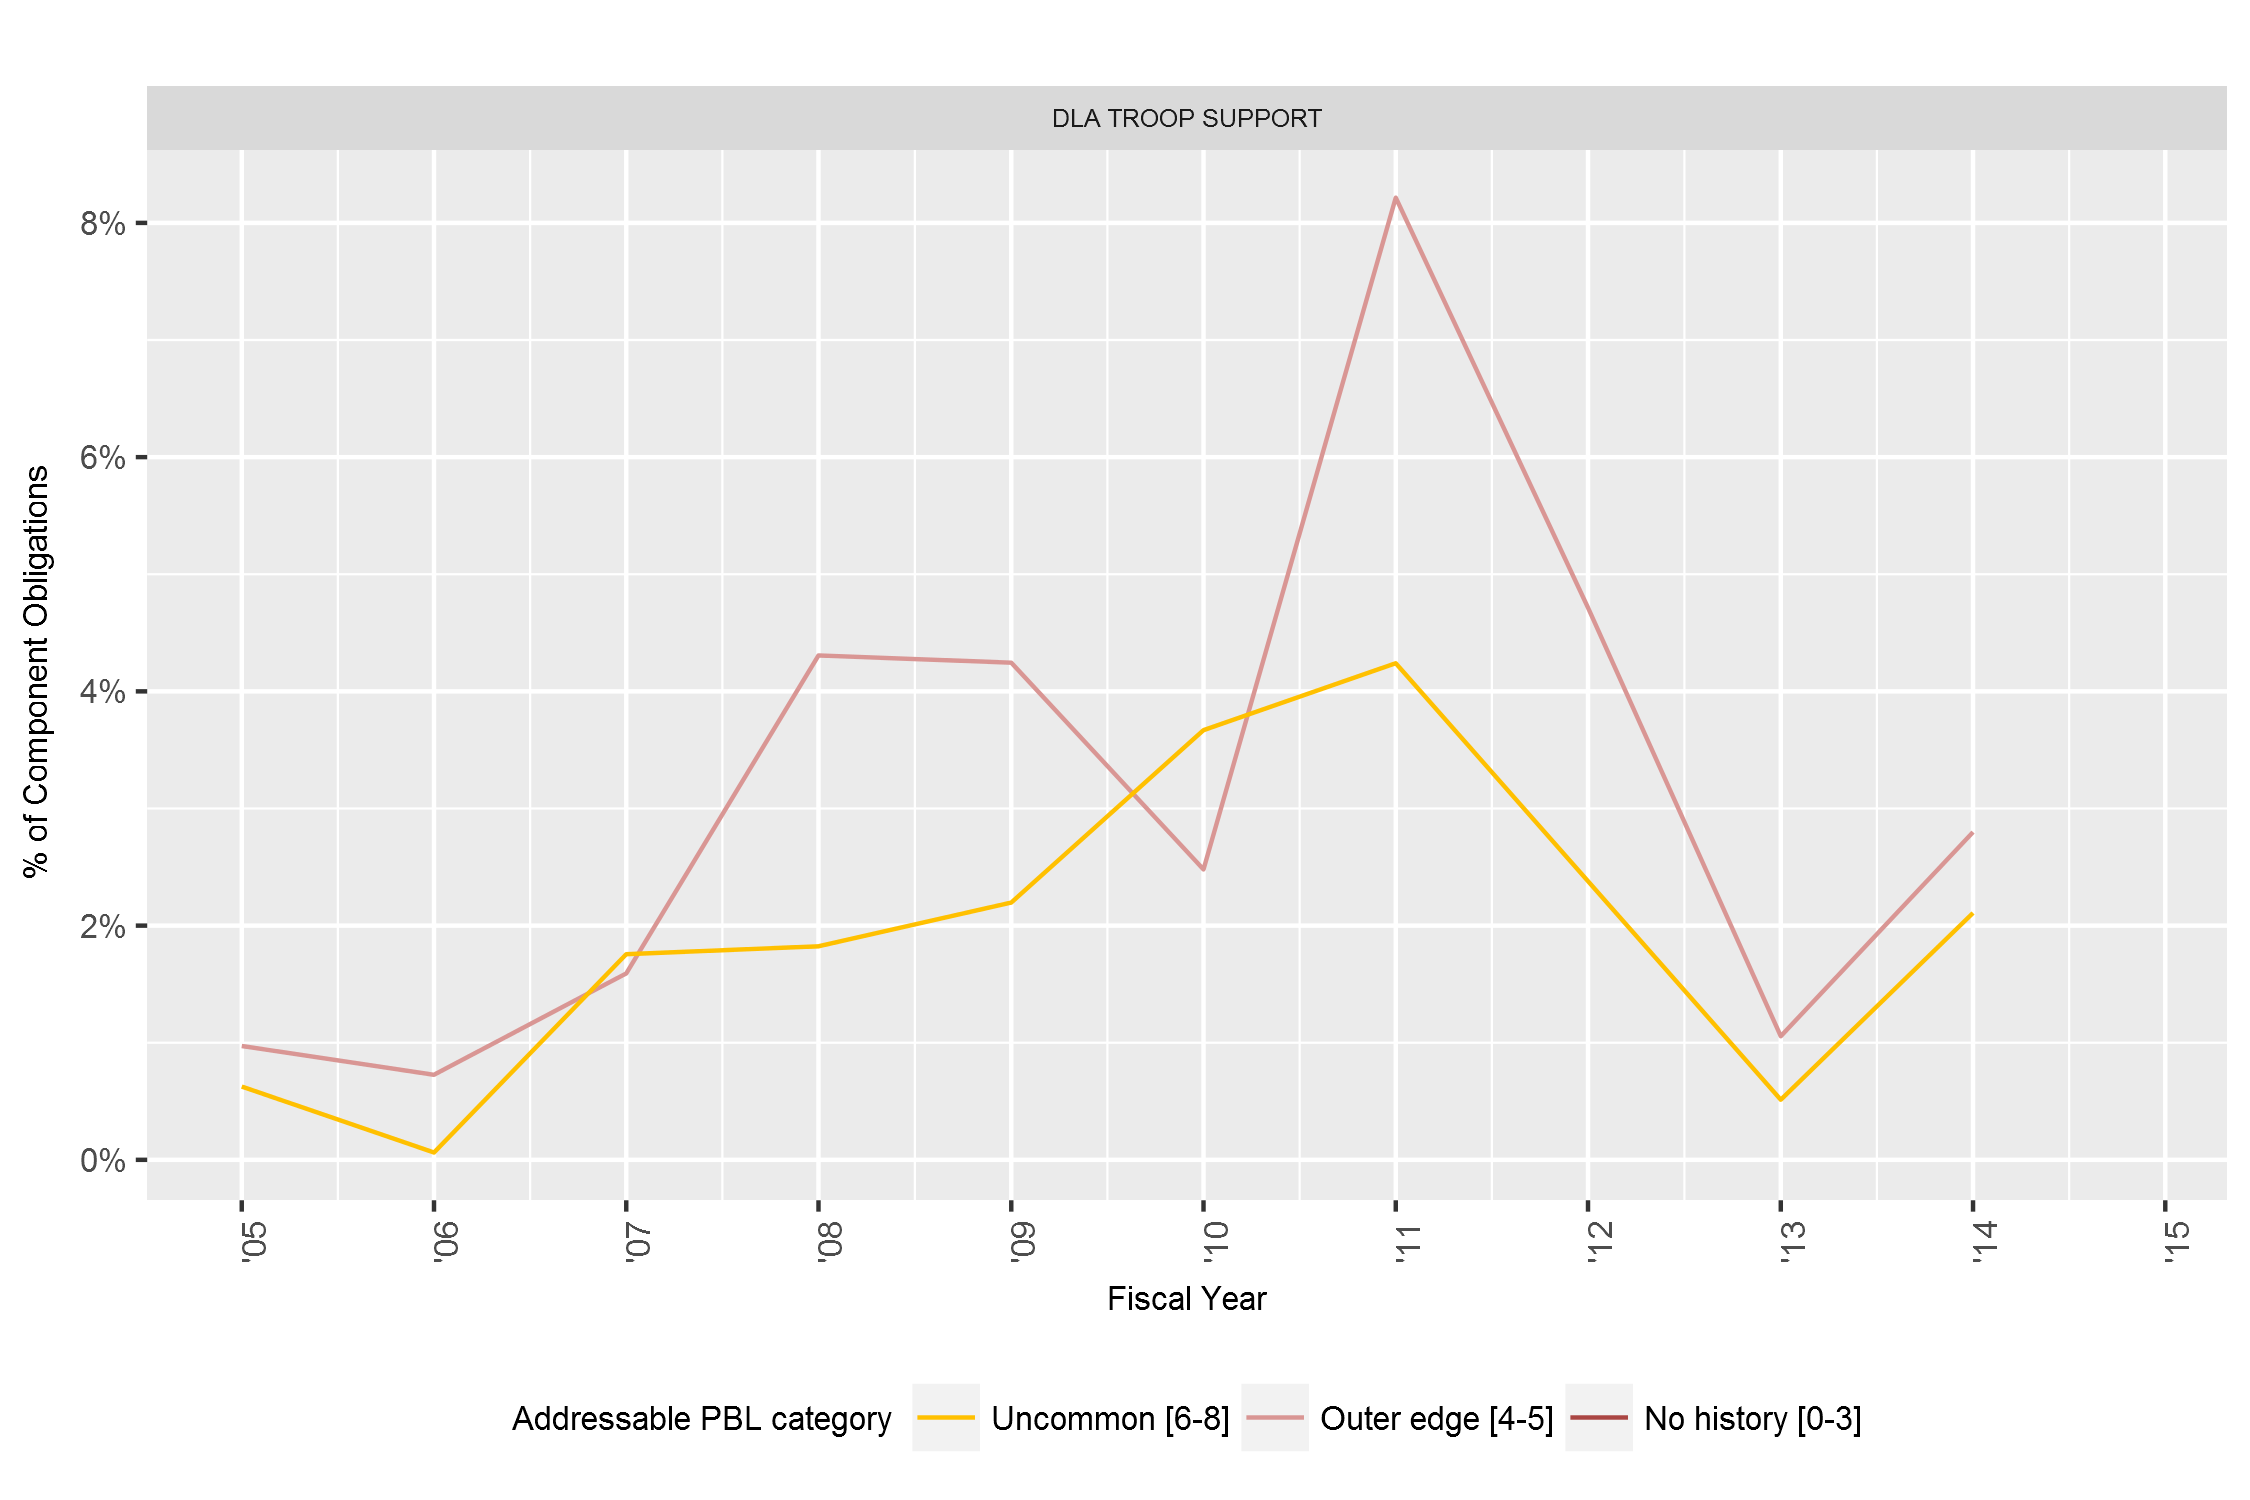 DLA TROOP SUPPORT
% of Component Obligations
8%
6%
4%
2%
0%
'05 '06 '07 '08 '09 '10 '11 '12 '13 '14 '15
Fiscal Year
Addressable PBL category Uncommon [6-8] Outer edge [4-5] No history [0-3]